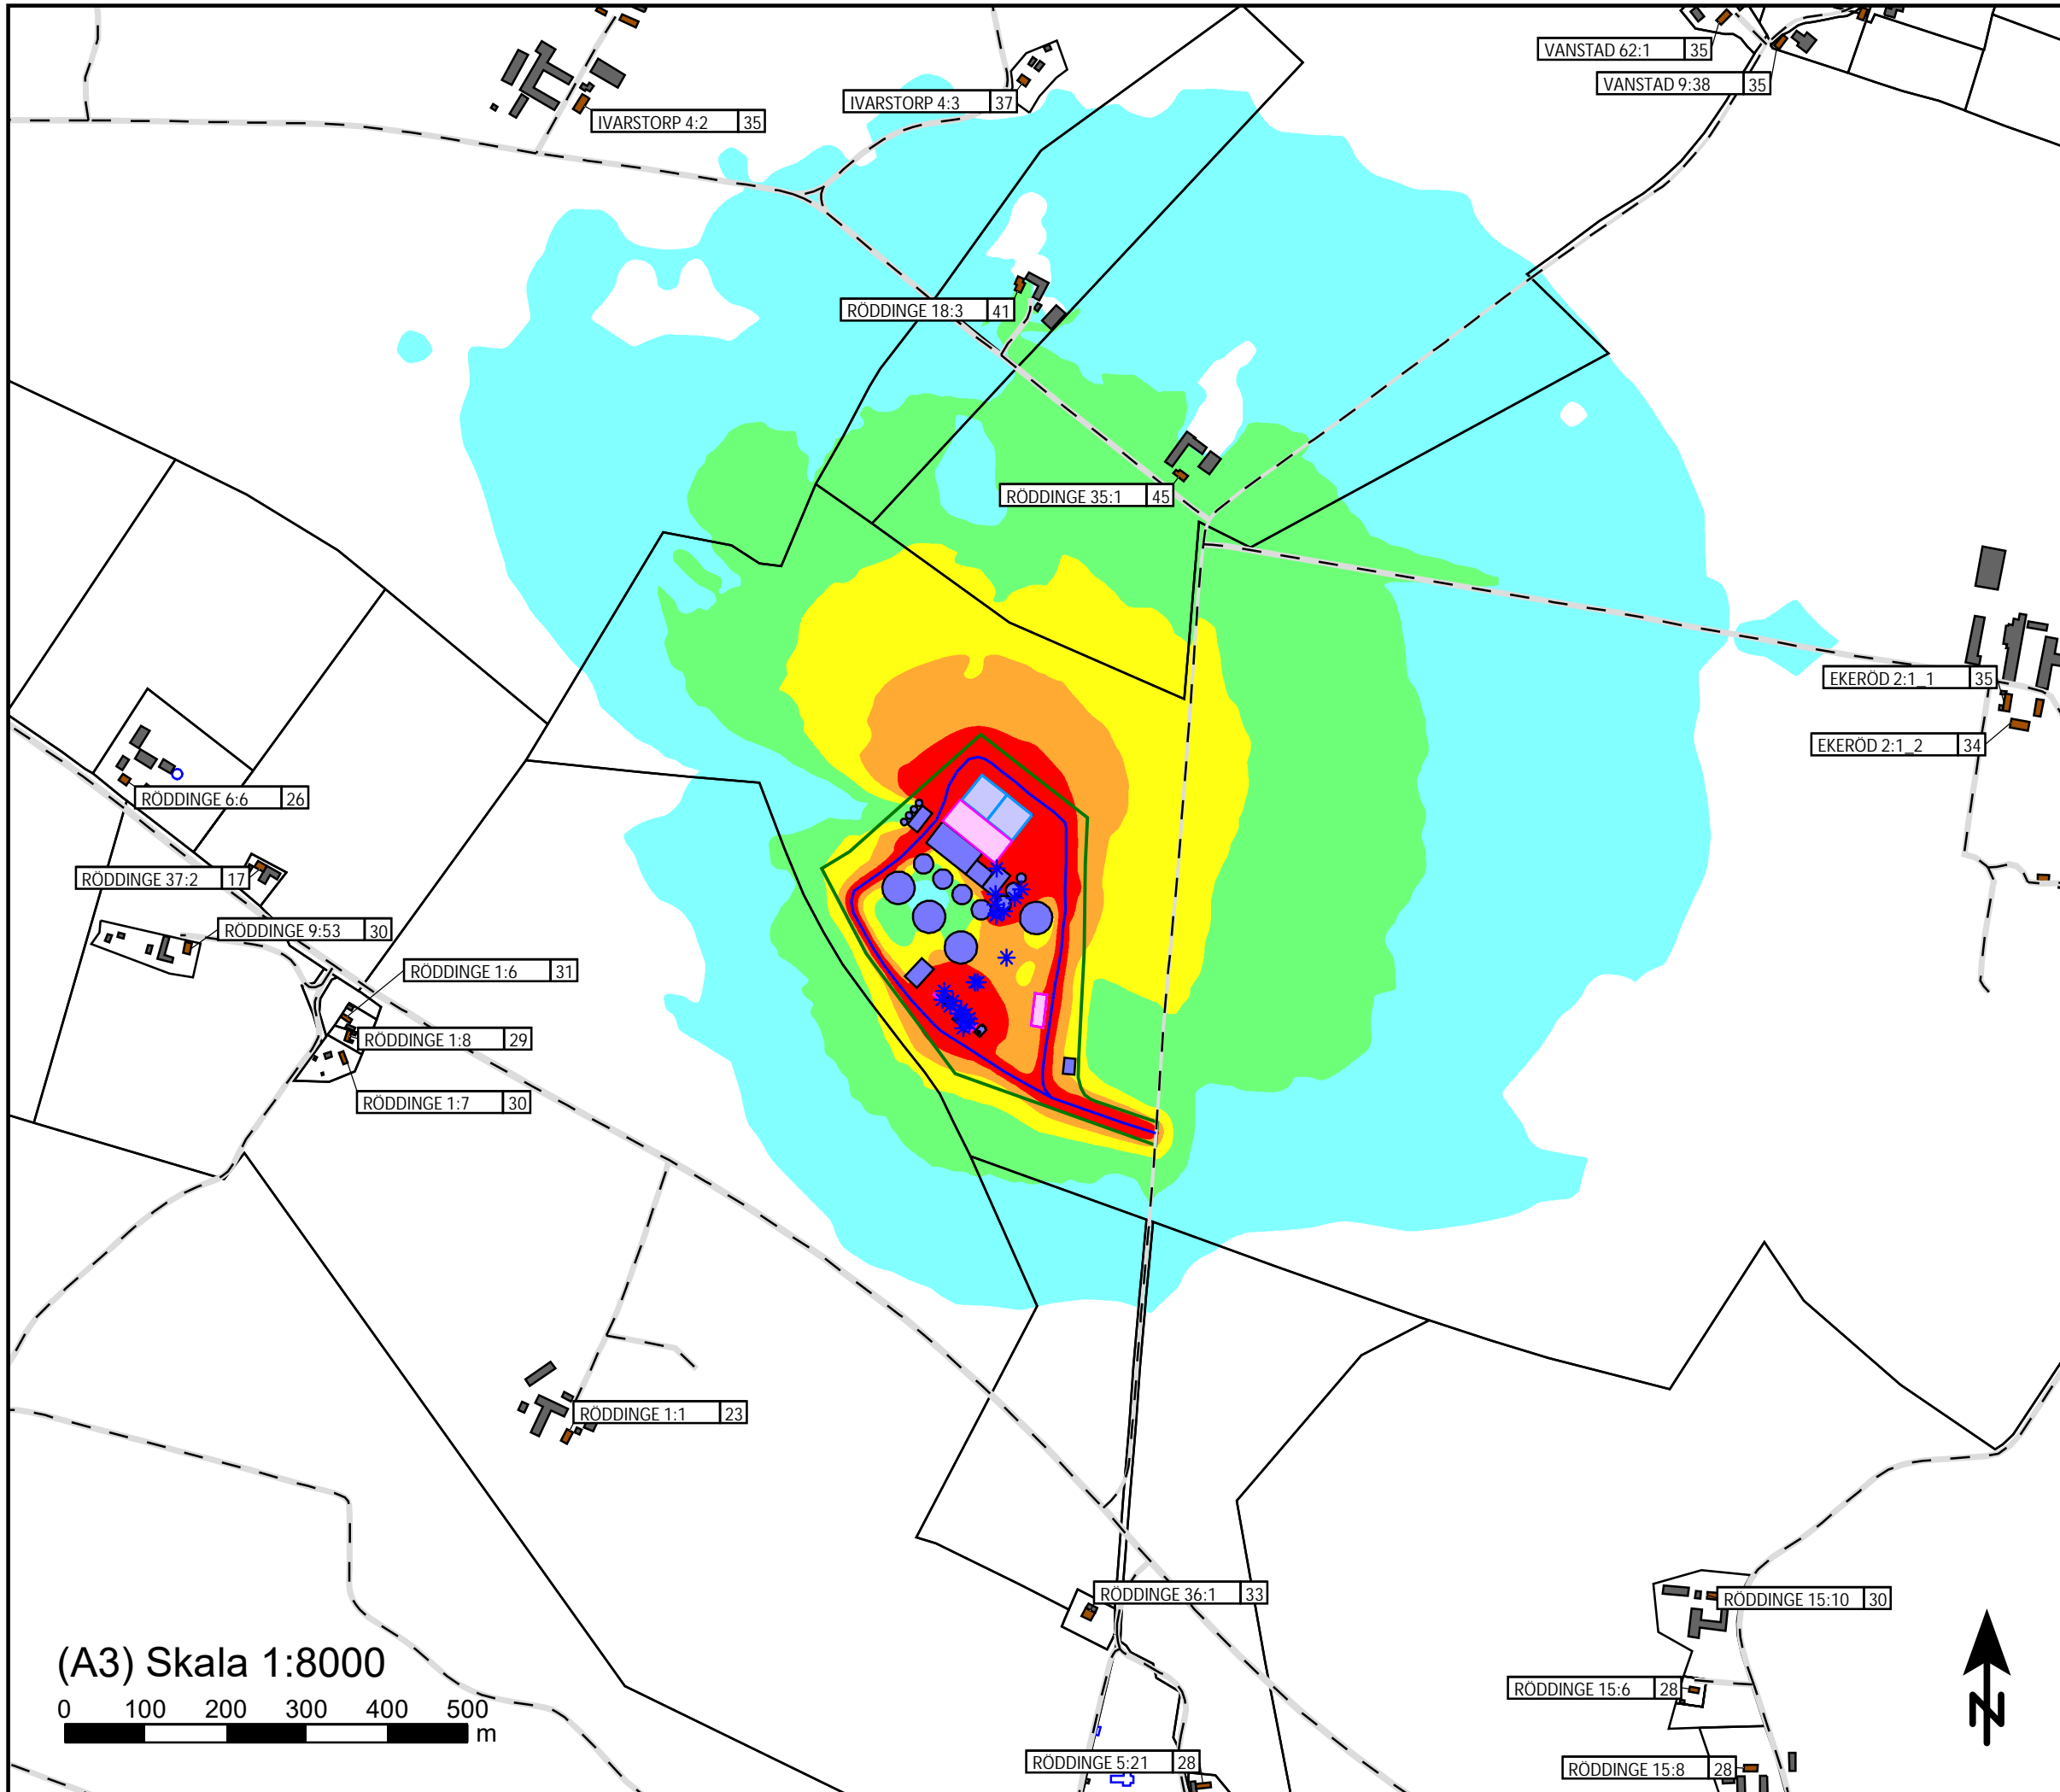 VANSTAD 62:1 35
VANSTAD 9:38 35
IVARSTORP 4:3 37
IVARSTORP 4:2 35
RÖDDINGE 18:3 41
RÖDDINGE 35:1 45
EKERÖD 2:1_1 35
EKERÖD 2:1_2 34
RÖDDINGE 6:6 26
RÖDDINGE 37:2 17
RÖDDINGE 9:53 30
RÖDDINGE 1:6 31
RÖDDINGE 1:8 29
RÖDDINGE 1:7 30
RÖDDINGE 1:1 23
RÖDDINGE 36:1 33
RÖDDINGE 15:10 30
RÖDDINGE 15:6 28
RÖDDINGE 5:21 28
RÖDDINGE 15:8 28
(A3) Skala 1:8000
0 100 200 300 400 500
m
N